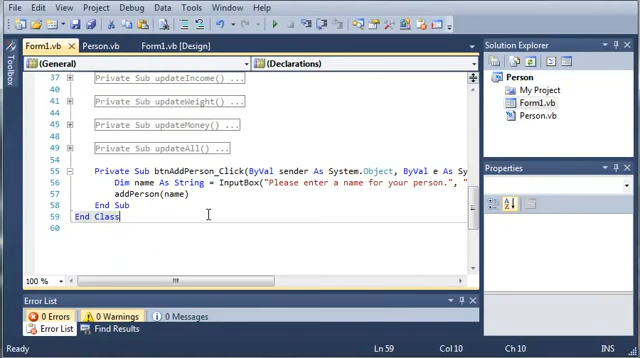 File Edit View Project Build Debug Team Data Tools Window Community Help
Form1.vb Person.vb Form1.vb [Design]
Toolbox
(General) (Declarations)
37 Private Sub updateIncome() ...
40
41 Private Sub updateWeight() ...
44
45 Private Sub updateMoney() ...
48
49 Private Sub updateAll() ...
54
55 Private Sub btnAddPerson_Click(ByVal sender As System.Object, ByVal e As Sy
56 Dim name As String = InputBox("Please enter a name for your person.", "
57 addPerson(name)
58 End Sub
59 End Class
60
100 %
Error List
0 Errors 0 Warnings 0 Messages
Error List Find Results
Solution Explorer
Person
My Project
Form1.vb
Person.vb
Properties
Ready Ln 59 Col 10 Ch 10 INS